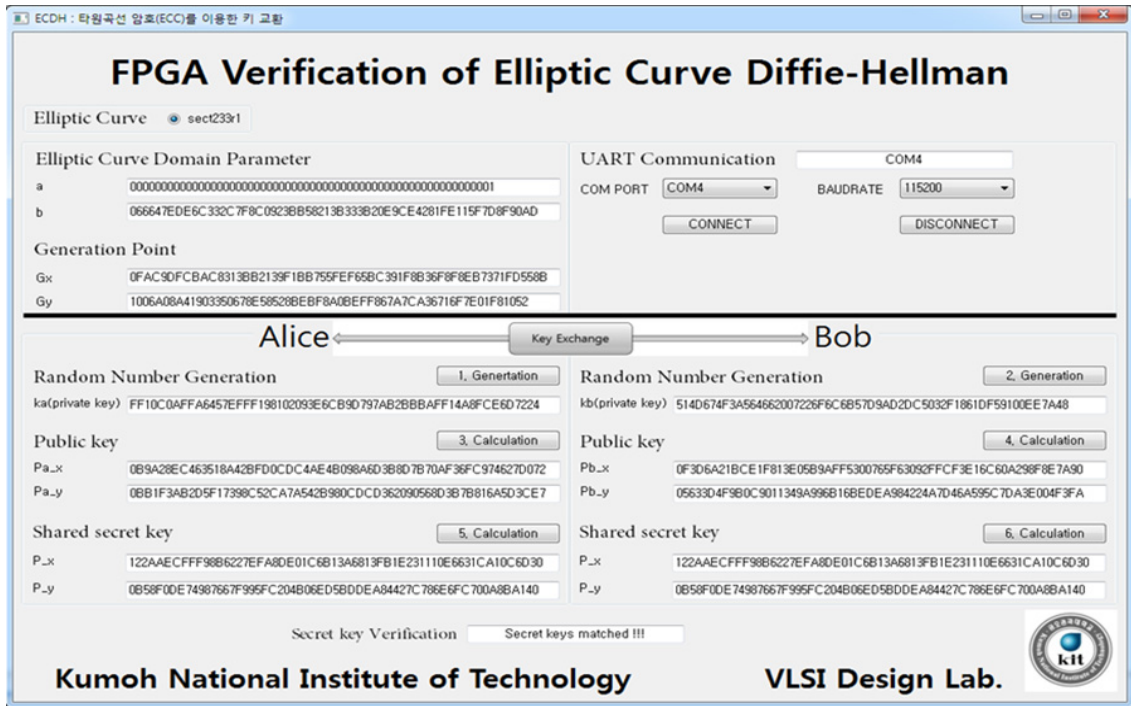 ECDH : 타원곡선 암호(ECC)를 이용한 키 교환
FPGA Verification of Elliptic Curve Diffie-Hellman
Elliptic Curve sect233r1
Elliptic Curve Domain Parameter
a 000000000000000000000000000000000000000000000000000000000001
b 066647EDE6C332C7F8C0923BB58213B333B20E9CE4281FE115F7D8F90AD
Generation Point
Gx 0FAC9DFCBAC8313BB2139F1BB755FEF65BC391F8B36F8F8EB7371FD558B
Gy 1006A08A41903350678E58528BEBF8A0BEFF867A7CA36716F7E01F81052
UART Communication COM4
COM PORT COM4 BAUDRATE 115200
CONNECT DISCONNECT
Alice Key Exchange Bob
Random Number Generation 1. Genertation
ka(private key) FF10C0AFFA6457EFFF198102093E6CB9D797AB2BBBAFF14A8FCE6D7224
Public key 3. Calculation
Pa_x 0B9A28EC463518A42BFD0CDC4AE4B098A6D3B8D7B70AF36FC974627D072
Pa_y 0BB1F3AB2D5F17398C52CA7A542B980CDCD362090568D3B7B816A5D3CE7
Shared secret key 5. Calculation
P_x 122AAECFFF98B6227EFA8DE01C6B13A6813FB1E231110E6631CA10C6D30
P_y 0B58F0DE74987667F995FC204B06ED5BDDEA84427C786E6FC700A8BA140
Random Number Generation 2. Generation
kb(private key) 514D674F3A564662007226F6C6B57D9AD2DC5032F1861DF59100EE7A48
Public key 4. Calculation
Pb_x 0F3D6A21BCE1F813E05B9AFF5300765F63092FFCF3E16C60A298F8E7A90
Pb_y 05633D4F9B0C9011349A996B16BEDEA984224A7D46A595C7DA3E004F3FA
Shared secret key 6. Calculation
P_x 122AAECFFF98B6227EFA8DE01C6B13A6813FB1E231110E6631CA10C6D30
P_y 0B58F0DE74987667F995FC204B06ED5BDDEA84427C786E6FC700A8BA140
Secret key Verification Secret keys matched !!!
Kumoh National Institute of Technology VLSI Design Lab.
kit